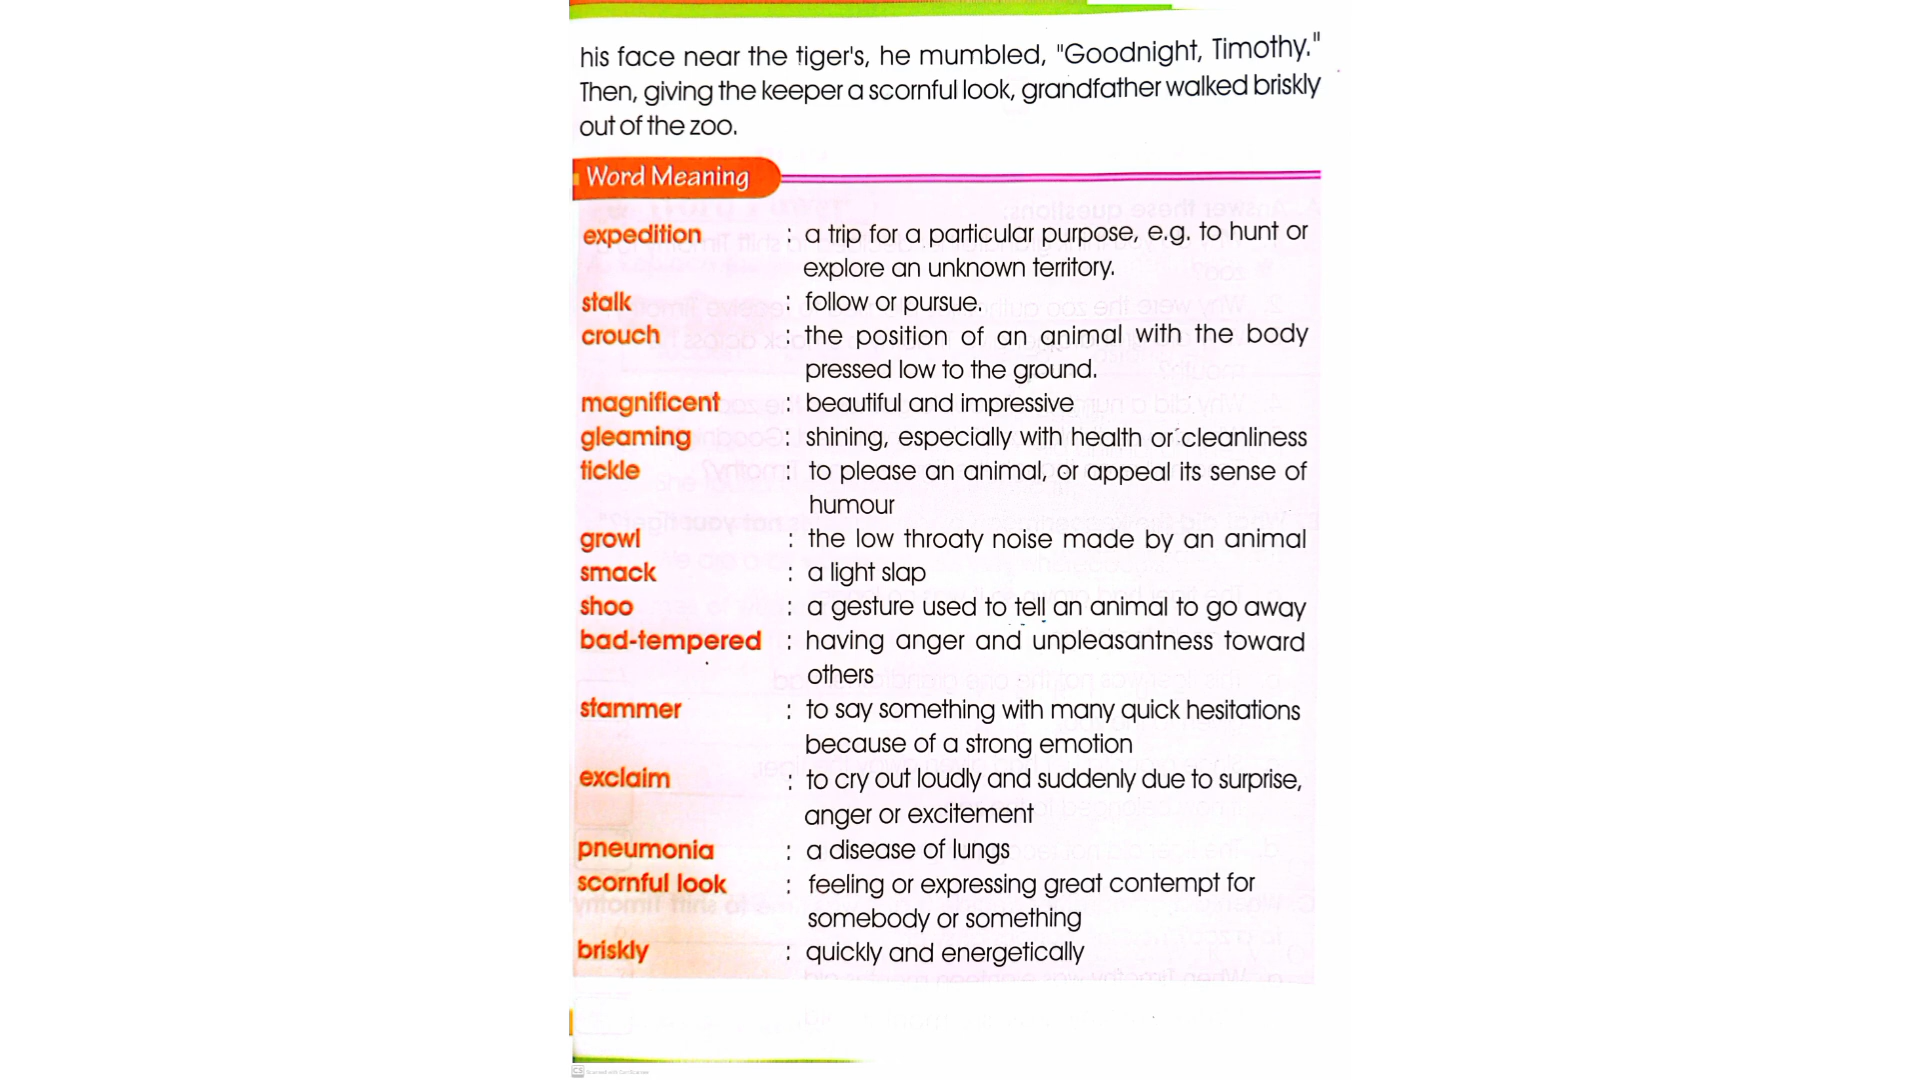 his face near the tiger's, he mumbled, "Goodnight, Timothy."
Then, giving the keeper a scornful look, grandfather walked briskly
out of the zoo.
Word Meaning
expedition : a trip for a particular purpose, e.g. to hunt or
explore an unknown territory.
stalk : follow or pursue.
crouch : the position of an animal with the body
pressed low to the ground.
magnificent : beautiful and impressive
gleaming : shining, especially with health or cleanliness
tickle : to please an animal, or appeal its sense of
humour
growl : the low throaty noise made by an animal
smack : a light slap
shoo : a gesture used to tell an animal to go away
bad-tempered : having anger and unpleasantness toward
others
stammer : to say something with many quick hesitations
because of a strong emotion
exclaim : to cry out loudly and suddenly due to surprise,
anger or excitement
pneumonia : a disease of lungs
scornful look : feeling or expressing great contempt for
somebody or something
briskly : quickly and energetically
CS Scanned with CamScanner